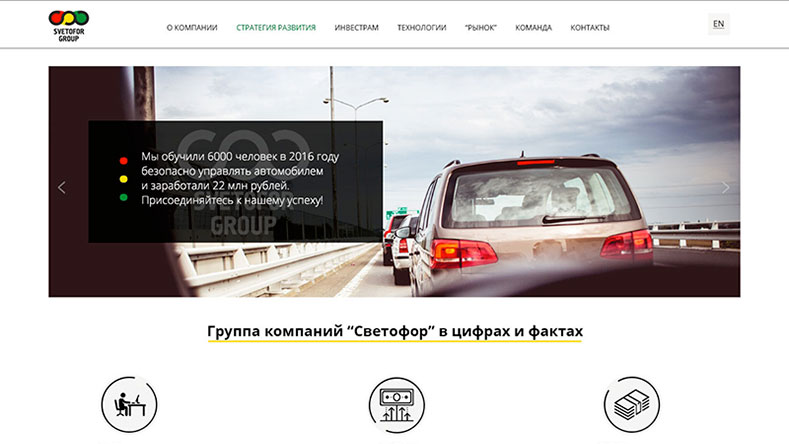 SVETOFOR
GROUP
О КОМПАНИИ
СТРАТЕГИЯ РАЗВИТИЯ
ИНВЕСТРАМ
ТЕХНОЛОГИИ
"РЫНОК"
КОМАНДА
КОНТАКТЫ
EN
Мы обучили 6000 человек в 2016 году
безопасно управлять автомобилем
и заработали 22 млн рублей.
Присоединяйтесь к нашему успеху!
SVETOFOR
GROUP
Группа компаний “Светофор” в цифрах и фактах